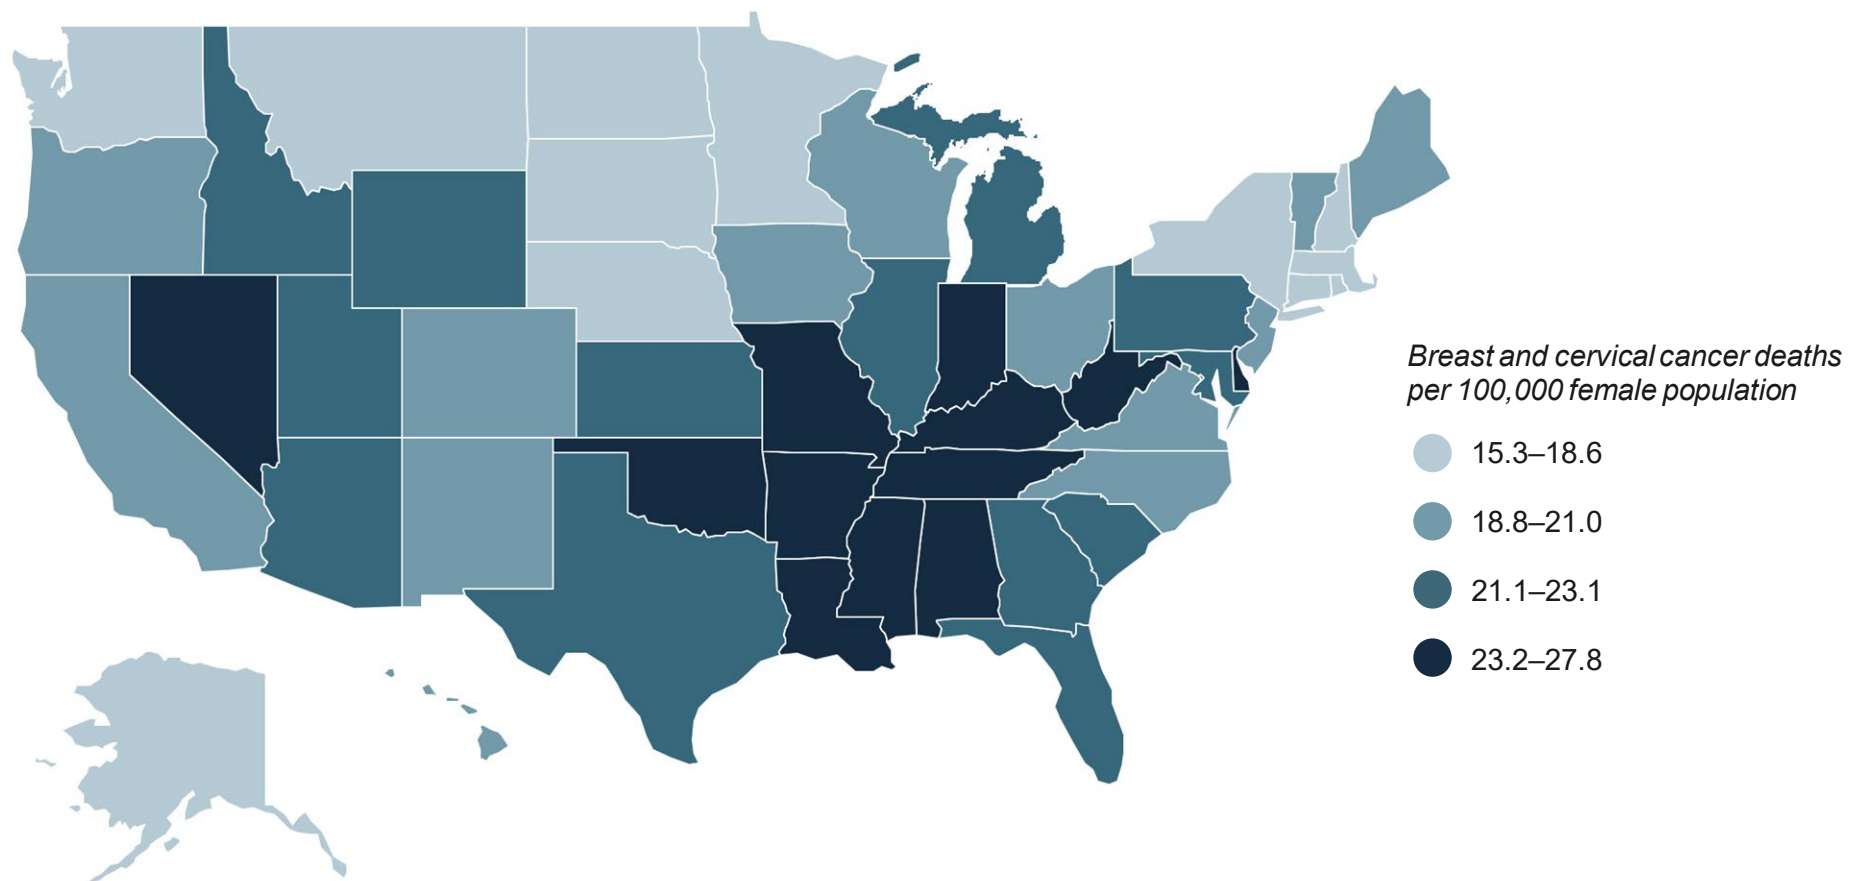 Breast and cervical cancer deaths
per 100,000 female population
15.3–18.6
18.8–21.0
21.1–23.1
23.2–27.8